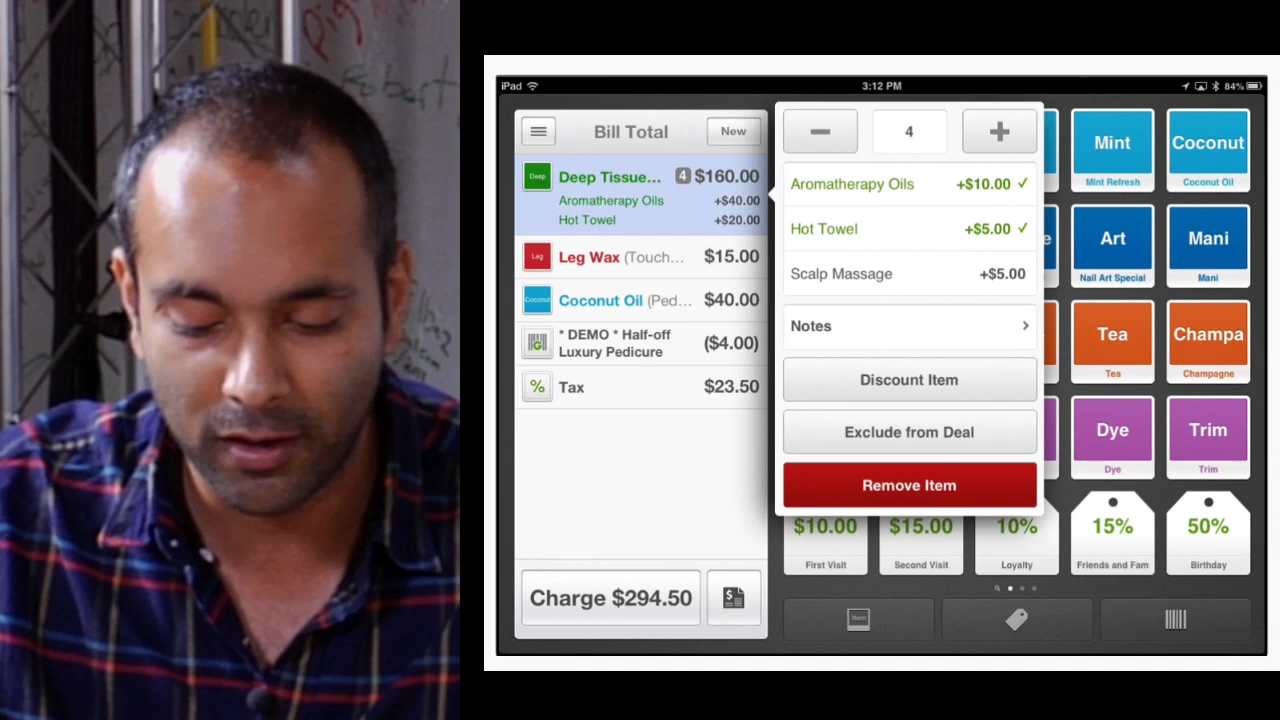 Pig
Robart
iPad
3:12 PM
84%
Bill Total
New
Deep
Deep Tissue...
4
$160.00
Aromatherapy Oils
+$40.00
Hot Towel
+$20.00
Leg
Leg Wax (Touch...
$15.00
Coconut
Coconut Oil (Ped...
$40.00
G
* DEMO * Half-off
Luxury Pedicure
($4.00)
%
Tax
$23.50
Charge $294.50
$
4
Aromatherapy Oils
+$10.00 ✓
Hot Towel
+$5.00 ✓
Scalp Massage
+$5.00
Notes
Discount Item
Exclude from Deal
Remove Item
Mint
Mint Refresh
Coconut
Coconut Oil
e
Art
Nail Art Special
Mani
Mani
Tea
Tea
Champa
Champagne
Dye
Dye
Trim
Trim
$10.00
First Visit
$15.00
Second Visit
10%
Loyalty
15%
Friends and Fam
50%
Birthday
Item